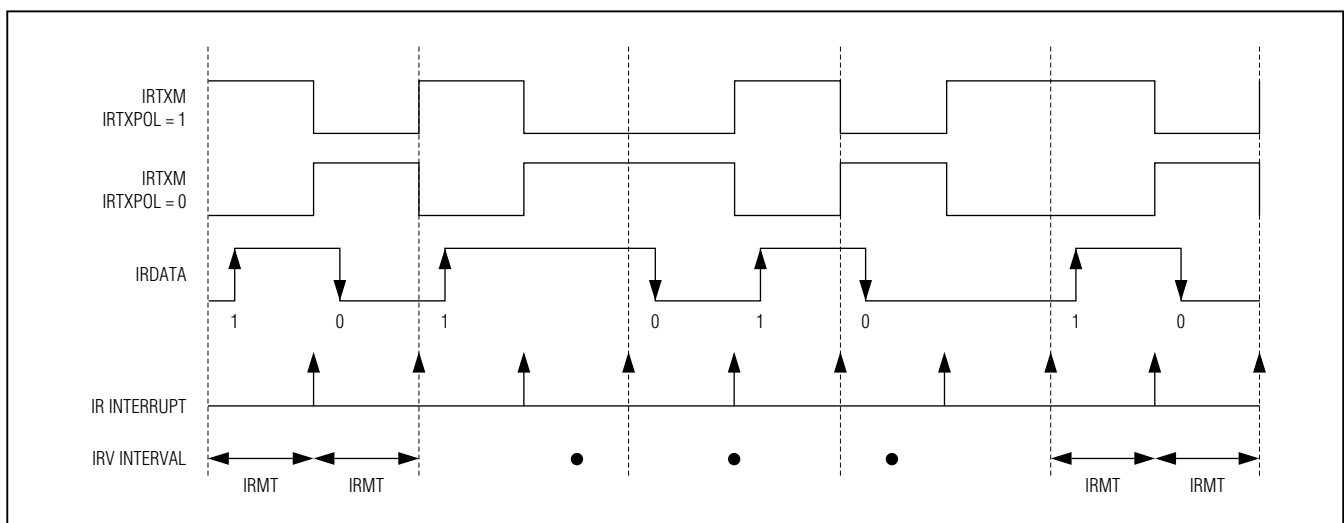 IRTXM
IRTXPOL = 1
IRTXM
IRTXPOL = 0
IRDATA
1 0 1 0 1 0 1 0
IR INTERRUPT
IRV INTERVAL
IRMT IRMT IRMT IRMT